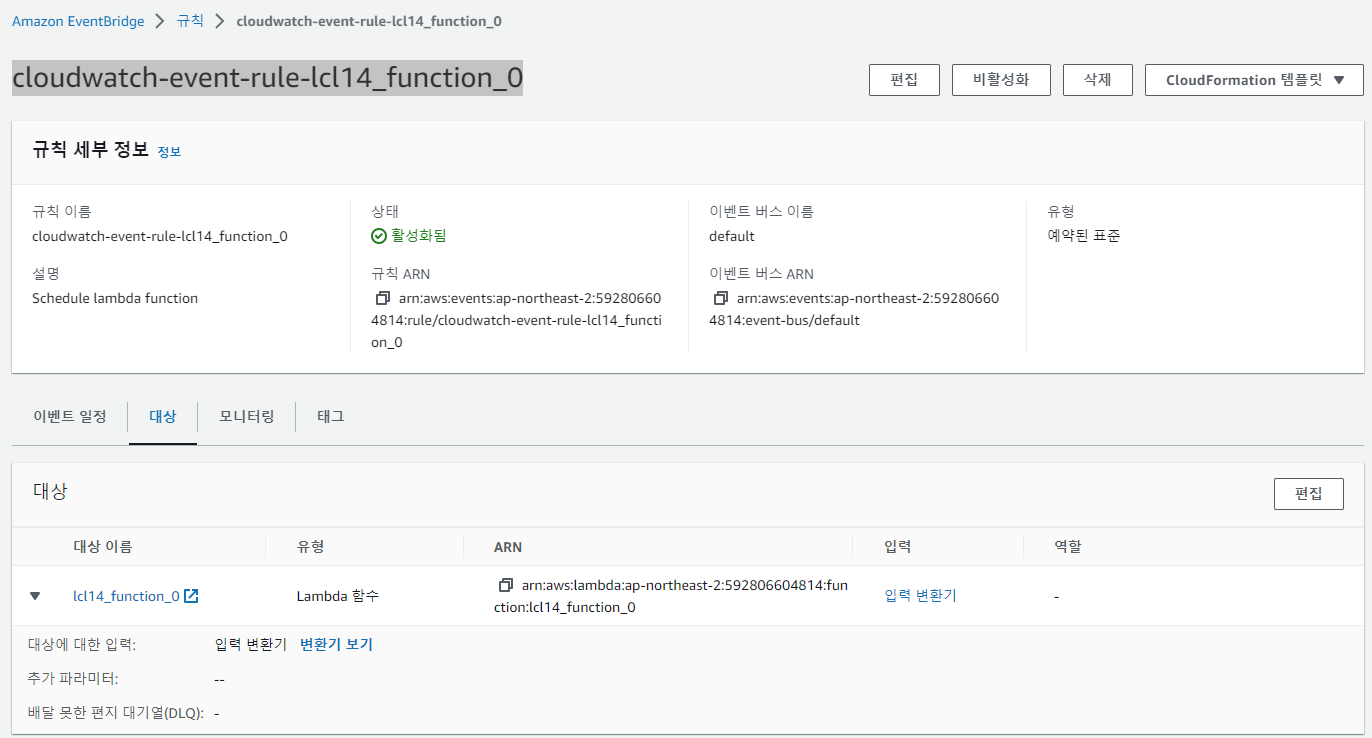 Amazon EventBridge > 규칙 > cloudwatch-event-rule-lcl14_function_0
cloudwatch-event-rule-lcl14_function_0
편집
비활성화
삭제
CloudFormation 템플릿 ▼
규칙 세부 정보 정보
규칙 이름
cloudwatch-event-rule-lcl14_function_0
설명
Schedule lambda function
상태
활성화됨
규칙 ARN
arn:aws:events:ap-northeast-2:59280660
4814:rule/cloudwatch-event-rule-lcl14_functi
on_0
이벤트 버스 이름
default
이벤트 버스 ARN
arn:aws:events:ap-northeast-2:59280660
4814:event-bus/default
유형
예약된 표준
이벤트 일정
대상
모니터링
태그
대상
편집
대상 이름
유형
ARN
입력
역할
▼
lcl14_function_0
Lambda 함수
arn:aws:lambda:ap-northeast-2:592806604814:fun
ction:lcl14_function_0
입력 변환기
-
대상에 대한 입력: 입력 변환기 변환기 보기
추가 파라미터: --
배달 못한 편지 대기열(DLQ): -